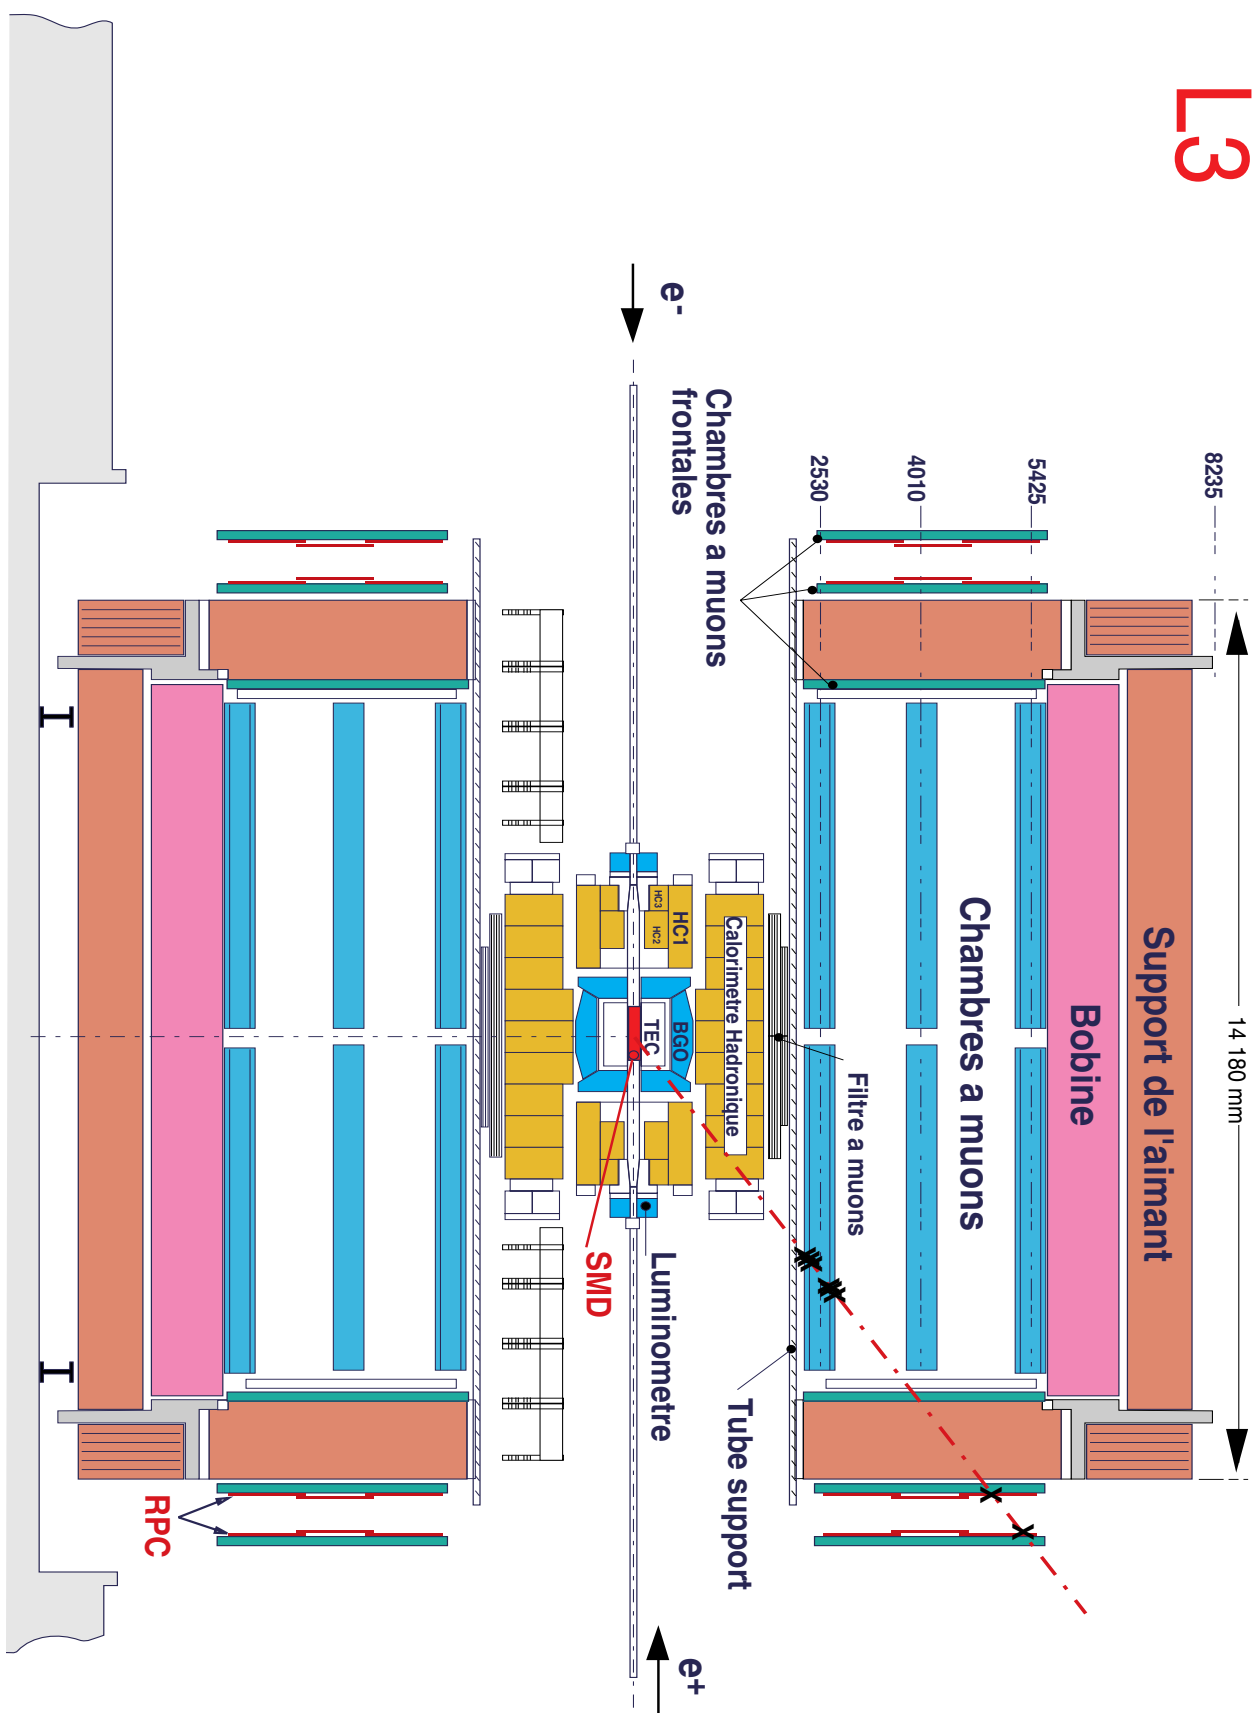 L3
e-
Chambres a muons
frontales
2530
4010
5425
8235
14 180 mm
Support de l'aimant
Bobine
Chambres a muons
Filtre a muons
Calorimetre Hadronique
HC1
HC3
HC2
BGO
TEC
SMD
Luminometre
Tube support
RPC
e+